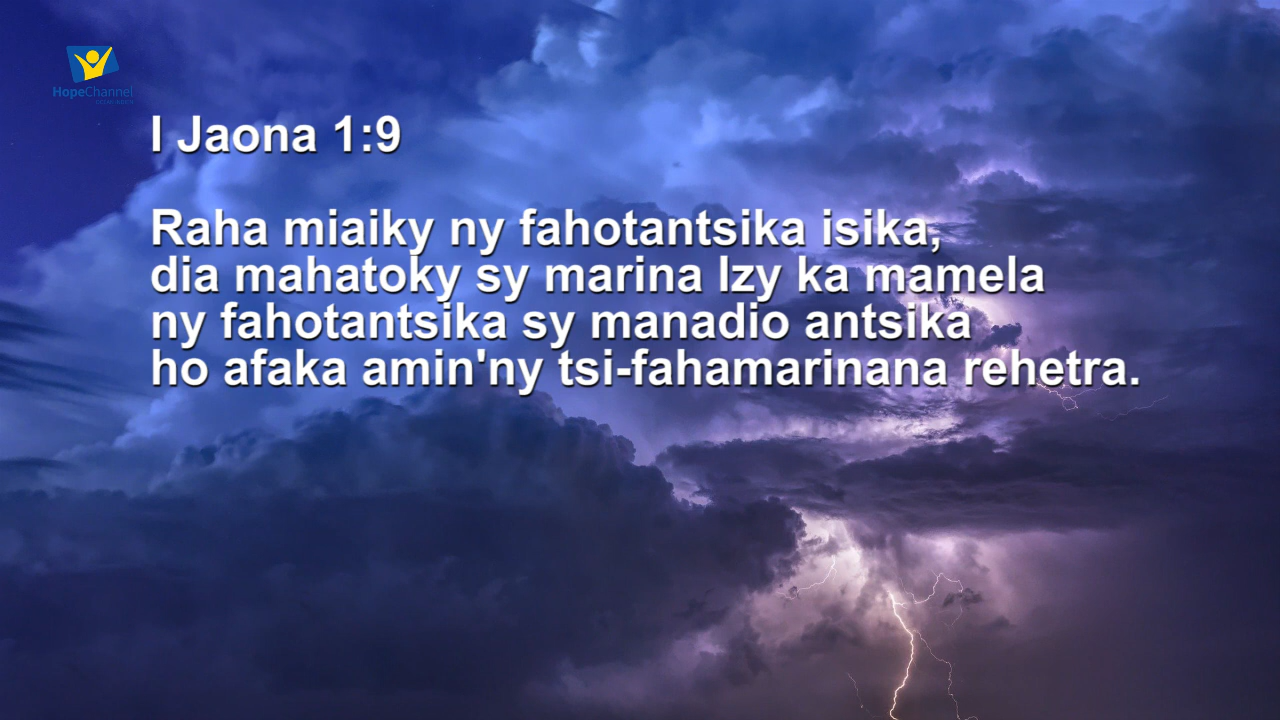 HopeChannel
I Jaona 1:9
Raha miaiky ny fahotantsika isika,
dia mahatoky sy marina Izy ka mamela
ny fahotantsika sy manadio antsika
ho afaka amin'ny tsi-fahamarinana rehetra.